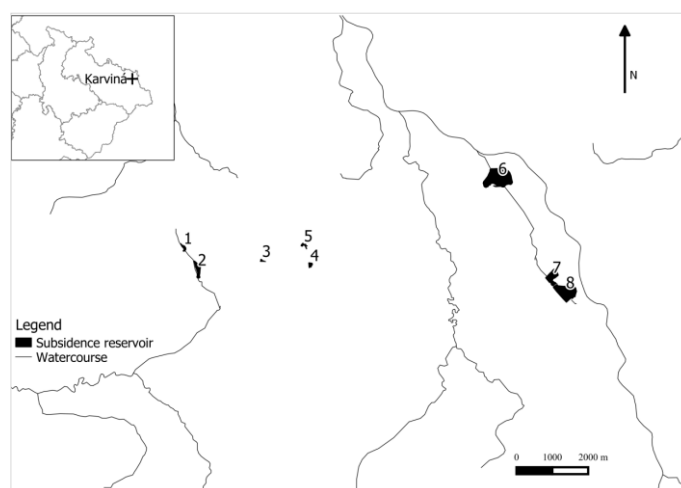 Karviná
N
6
1
5
2
3
4
7
8
Legend
Subsidence reservoir
Watercourse
0 1000 2000 m